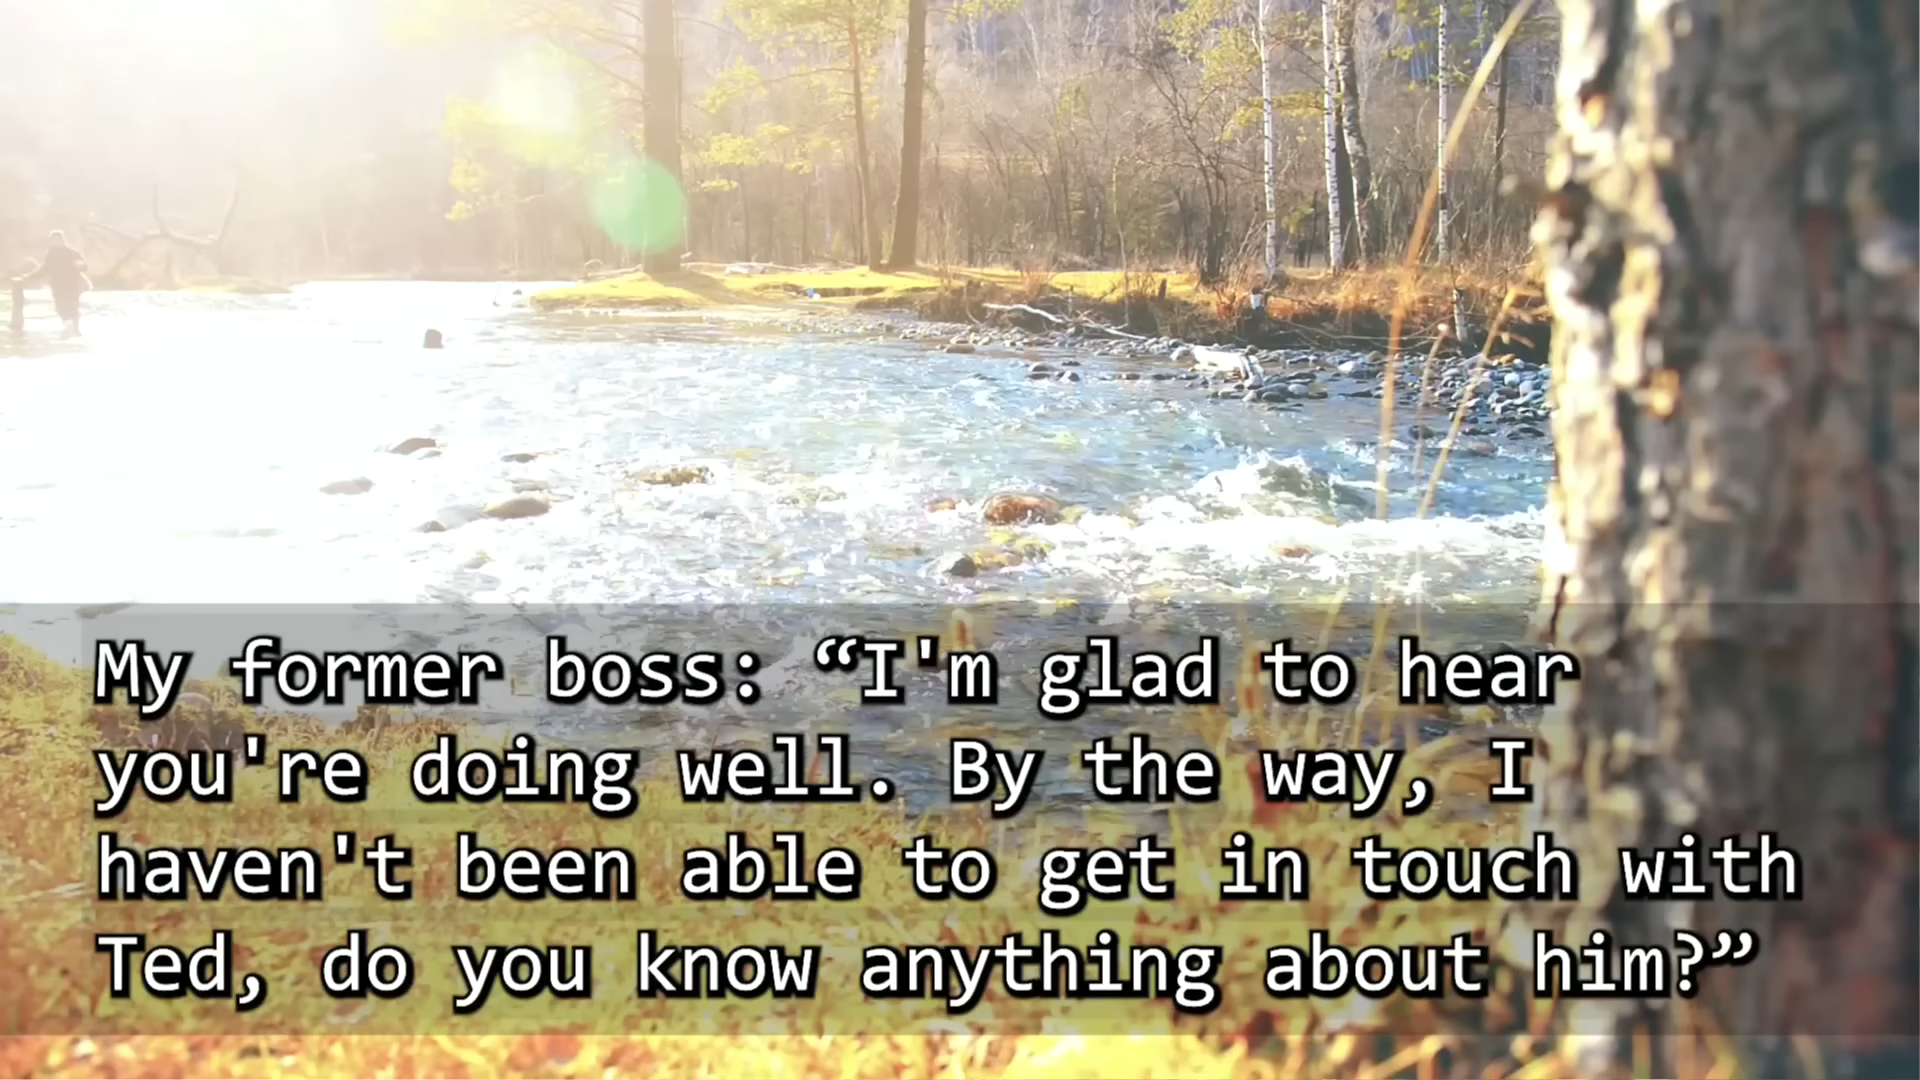 My former boss: “I'm glad to hear
you're doing well. By the way, I
haven't been able to get in touch with
Ted, do you know anything about him?”